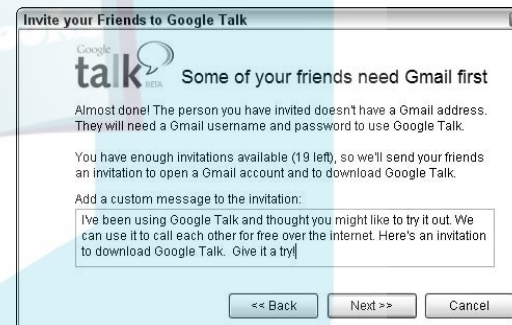 Invite your Friends to Google Talk
Google
talk
BETA
Some of your friends need Gmail first
Almost done! The person you have invited doesn't have a Gmail address.
They will need a Gmail username and password to use Google Talk.
You have enough invitations available (19 left), so we'll send your friends
an invitation to open a Gmail account and to download Google Talk.
Add a custom message to the invitation:
I've been using Google Talk and thought you might like to try it out. We
can use it to call each other for free over the internet. Here's an invitation
to download Google Talk. Give it a try!
<< Back
Next >>
Cancel